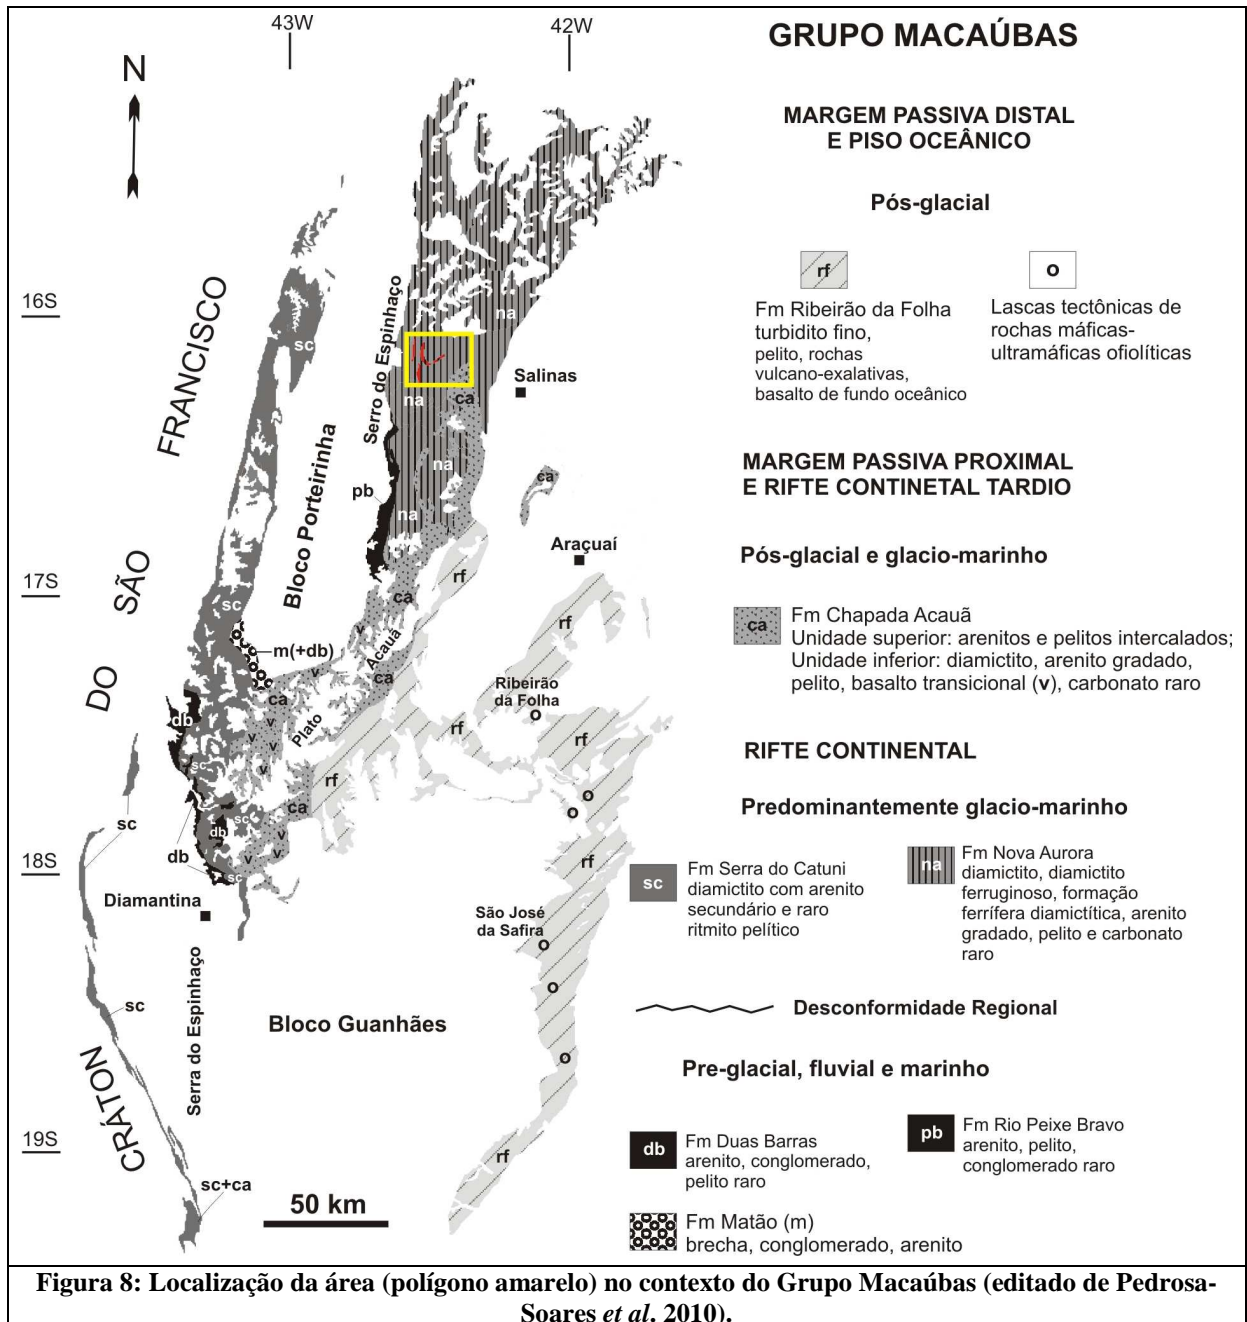 43W
42W
N
16S
17S
18S
19S
CRÁTON
DO
SÃO
FRANCISCO
sc
Bloco Porteirinha
Serro do Espinhaço
na
na
ca
Salinas
na
pb
na
ca
Araçuaí
rf
rf
sc
m(+db)
v
ca
Acauã
v
ca
Plato
ca
v
v
v
db
sc
rf
Ribeirão
da Folha
o
rf
rf
o
o
sc
db
sc
db
ca
v
v
v
sc
rf
Diamantina
São José
da Safira
o
o
o
sc
Serra do Espinhaço
Bloco Guanhães
rf
sc+ca
50 km
GRUPO MACAÚBAS
MARGEM PASSIVA DISTAL
E PISO OCEÂNICO
Pós-glacial
rf
Fm Ribeirão da Folha
turbidito fino,
pelito, rochas
vulcano-exalativas,
basalto de fundo oceânico
o
Lascas tectônicas de
rochas máficas-
ultramáficas ofiolíticas
MARGEM PASSIVA PROXIMAL
E RIFTE CONTINETAL TARDIO
Pós-glacial e glacio-marinho
ca
Fm Chapada Acauã
Unidade superior: arenitos e pelitos intercalados;
Unidade inferior: diamictito, arenito gradado,
pelito, basalto transicional (v), carbonato raro
RIFTE CONTINENTAL
Predominantemente glacio-marinho
sc
Fm Serra do Catuni
diamictito com arenito
secundário e raro
ritmito pelítico
na
Fm Nova Aurora
diamictito, diamictito
ferruginoso, formação
ferrífera diamictítica, arenito
gradado, pelito e carbonato
raro
Desconformidade Regional
Pre-glacial, fluvial e marinho
db
Fm Duas Barras
arenito, conglomerado,
pelito raro
pb
Fm Rio Peixe Bravo
arenito, pelito,
conglomerado raro
Fm Matão (m)
brecha, conglomerado, arenito
Figura 8: Localização da área (polígono amarelo) no contexto do Grupo Macaúbas (editado de Pedrosa-
Soares et al. 2010).